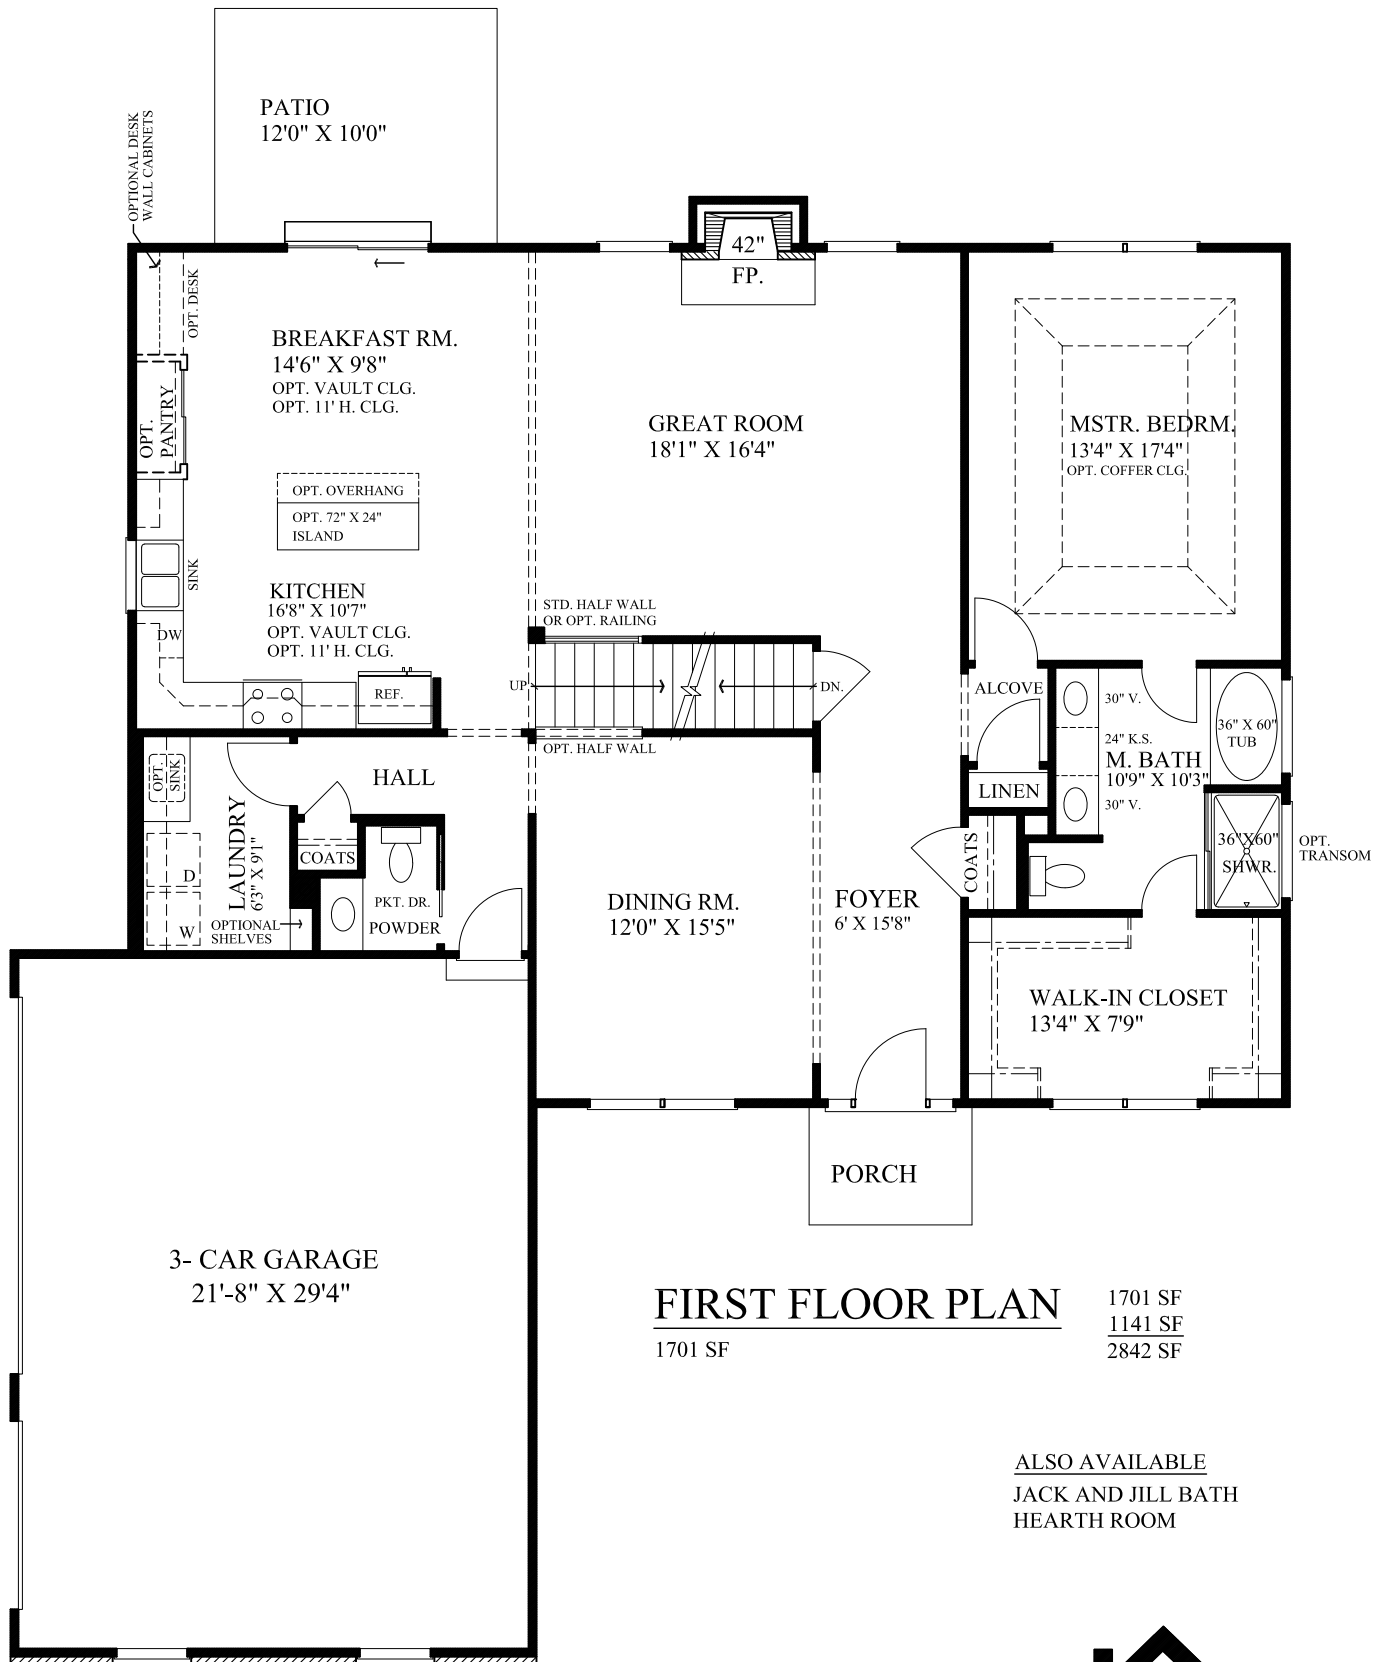 PATIO
12'0" X 10'0"
OPTIONAL DESK
WALL CABINETS
42"
FP.
OPT. DESK
BREAKFAST RM.
14'6" X 9'8"
OPT. VAULT CLG.
OPT. 11' H. CLG.
OPT.
PANTRY
GREAT ROOM
18'1" X 16'4"
MSTR. BEDRM.
13'4" X 17'4"
OPT. COFFER CLG.
OPT. OVERHANG
OPT. 72" X 24"
ISLAND
SINK
KITCHEN
16'8" X 10'7"
OPT. VAULT CLG.
OPT. 11' H. CLG.
DW
REF.
STD. HALF WALL
OR OPT. RAILING
UP
DN.
OPT. HALF WALL
ALCOVE
LINEN
30" V.
24" K.S.
M. BATH
10'9" X 10'3"
30" V.
36" X 60"
TUB
36"X60"
SHWR.
OPT.
TRANSOM
HALL
OPT.
SINK
LAUNDRY
6'3" X 9'1"
D
W
OPTIONAL
SHELVES
COATS
PKT. DR.
POWDER
DINING RM.
12'0" X 15'5"
FOYER
6' X 15'8"
COATS
WALK-IN CLOSET
13'4" X 7'9"
PORCH
3- CAR GARAGE
21'-8" X 29'4"
FIRST FLOOR PLAN
1701 SF
1701 SF
1141 SF
2842 SF
ALSO AVAILABLE
JACK AND JILL BATH
HEARTH ROOM